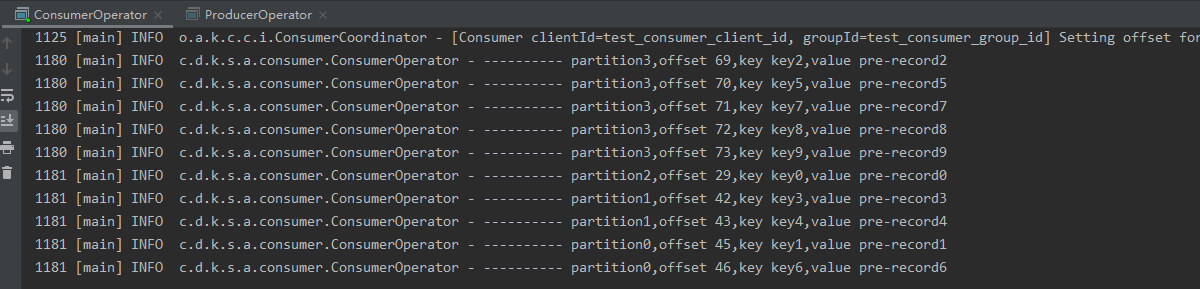 ConsumerOperator × ProducerOperator ×
1125 [main] INFO  o.a.k.c.c.i.ConsumerCoordinator - [Consumer clientId=test_consumer_client_id, groupId=test_consumer_group_id] Setting offset for
1180 [main] INFO  c.d.k.s.a.consumer.ConsumerOperator - ---------- partition3,offset 69,key key2,value pre-record2
1180 [main] INFO  c.d.k.s.a.consumer.ConsumerOperator - ---------- partition3,offset 70,key key5,value pre-record5
1180 [main] INFO  c.d.k.s.a.consumer.ConsumerOperator - ---------- partition3,offset 71,key key7,value pre-record7
1180 [main] INFO  c.d.k.s.a.consumer.ConsumerOperator - ---------- partition3,offset 72,key key8,value pre-record8
1180 [main] INFO  c.d.k.s.a.consumer.ConsumerOperator - ---------- partition3,offset 73,key key9,value pre-record9
1181 [main] INFO  c.d.k.s.a.consumer.ConsumerOperator - ---------- partition2,offset 29,key key0,value pre-record0
1181 [main] INFO  c.d.k.s.a.consumer.ConsumerOperator - ---------- partition1,offset 42,key key3,value pre-record3
1181 [main] INFO  c.d.k.s.a.consumer.ConsumerOperator - ---------- partition1,offset 43,key key4,value pre-record4
1181 [main] INFO  c.d.k.s.a.consumer.ConsumerOperator - ---------- partition0,offset 45,key key1,value pre-record1
1181 [main] INFO  c.d.k.s.a.consumer.ConsumerOperator - ---------- partition0,offset 46,key key6,value pre-record6